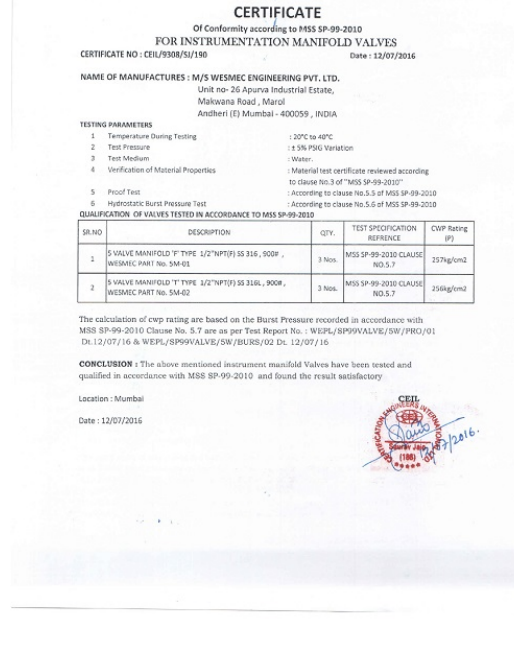 CERTIFICATE
Of Conformity according to MSS SP-99-2010
FOR INSTRUMENTATION MANIFOLD VALVES
CERTIFICATE NO : CEIL/9308/SI/190 Date : 12/07/2016
NAME OF MANUFACTURES : M/S WESMEC ENGINEERING PVT. LTD.
Unit no- 26 Apurva Industrial Estate,
Makwana Road , Marol
Andheri (E) Mumbai - 400059 , INDIA
TESTING PARAMETERS
1 Temperature During Testing : 20°C to 40°C
2 Test Pressure : ± 5% PSIG Variation
3 Test Medium : Water.
4 Verification of Material Properties : Material test certificate reviewed according
to clause No.3 of "MSS SP-99-2010"
5 Proof Test : According to clause No.5.5 of MSS SP-99-2010
6 Hydrostatic Burst Pressure Test : According to clause No.5.6 of MSS SP-99-2010
QUALIFICATION OF VALVES TESTED IN ACCORDANCE TO MSS SP-99-2010
SR.NO DESCRIPTION QTY. TEST SPECIFICATION REFRENCE CWP Rating (P)
1 5 VALVE MANIFOLD 'F' TYPE 1/2"NPT(F) SS 316 , 900# , WESMEC PART No. 5M-01 3 Nos. MSS SP-99-2010 CLAUSE NO.5.7 257kg/cm2
2 5 VALVE MANIFOLD 'T' TYPE 1/2"NPT(F) SS 316L , 900# , WESMEC PART No. 5M-02 3 Nos. MSS SP-99-2010 CLAUSE NO.5.7 256kg/cm2
The calculation of cwp rating are based on the Burst Pressure recorded in accordance with
MSS SP-99-2010 Clause No. 5.7 are as per Test Report No. : WEPL/SP99VALVE/5W/PRO/01
Dt.12/07/16 & WEPL/SP99VALVE/5W/BURS/02 Dt. 12/07/16
CONCLUSION : The above mentioned instrument manifold Valves have been tested and
qualified in accordance with MSS SP-99-2010 and found the result satisfactory
Location : Mumbai
CEIL
Date : 12/07/2016
CERTIFICATION ENGINEERS INTERNATIONAL LTD.
(186)